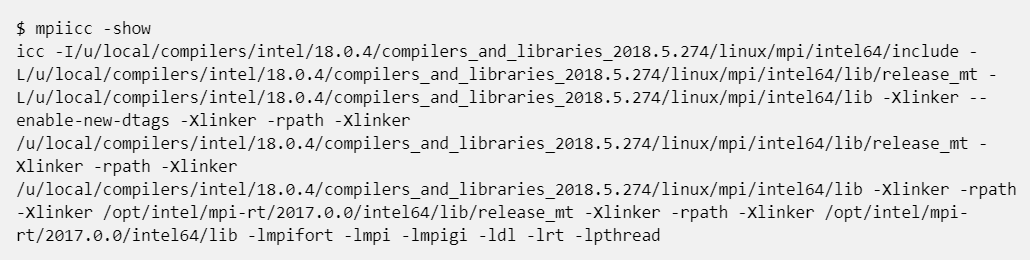 $ mpiicc -show
icc -I/u/local/compilers/intel/18.0.4/compilers_and_libraries_2018.5.274/linux/mpi/intel64/include -
L/u/local/compilers/intel/18.0.4/compilers_and_libraries_2018.5.274/linux/mpi/intel64/lib/release_mt -
L/u/local/compilers/intel/18.0.4/compilers_and_libraries_2018.5.274/linux/mpi/intel64/lib -Xlinker --
enable-new-dtags -Xlinker -rpath -Xlinker
/u/local/compilers/intel/18.0.4/compilers_and_libraries_2018.5.274/linux/mpi/intel64/lib/release_mt -
Xlinker -rpath -Xlinker
/u/local/compilers/intel/18.0.4/compilers_and_libraries_2018.5.274/linux/mpi/intel64/lib -Xlinker -rpath
-Xlinker /opt/intel/mpi-rt/2017.0.0/intel64/lib/release_mt -Xlinker -rpath -Xlinker /opt/intel/mpi-
rt/2017.0.0/intel64/lib -lmpifort -lmpi -lmpigi -ldl -lrt -lpthread